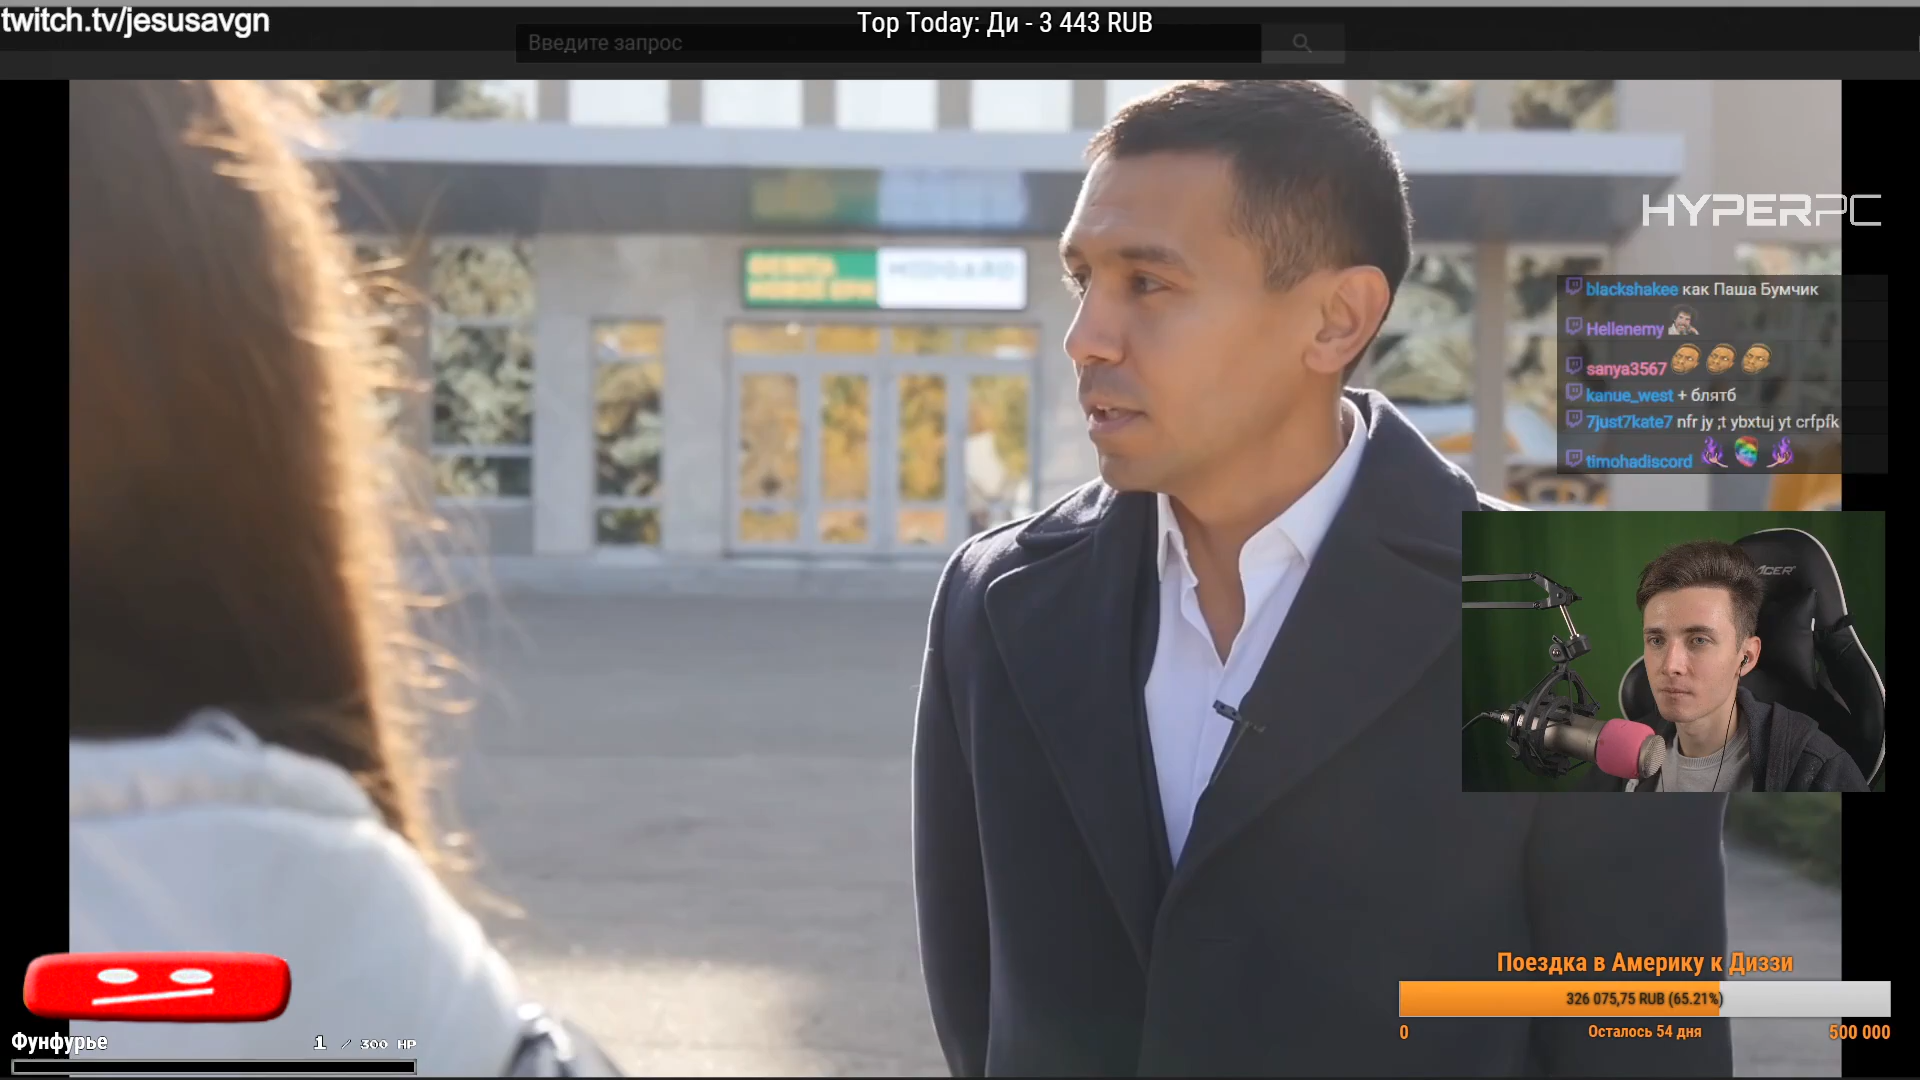 twitch.tv/jesusavgn
Top Today: Ди - 3 443 RUB
Введите запрос
HYPERPC
blackshakee как Паша Бумчик
Hellenemy
sanya3567
kanue_west + блятб
7just7kate7 nfr jy ;t ybxtuj yt crfpfk
timohadiscord
ACER
Поездка в Америку к Диззи
326 075,75 RUB (65.21%)
0 Осталось 54 дня 500 000
Фунфурье 1 / 300 HP